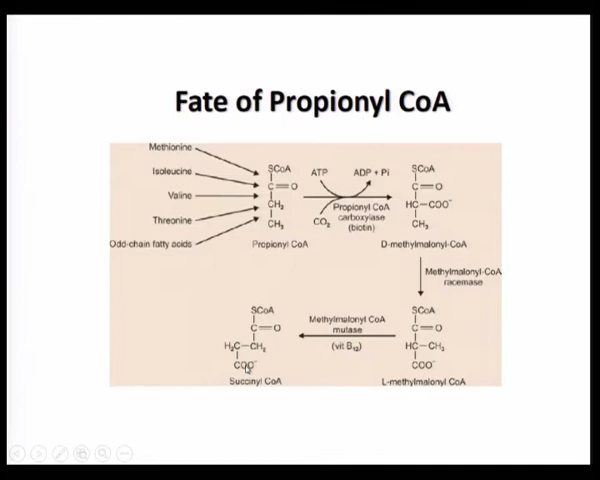 Fate of Propionyl CoA
Methionine
Isoleucine
Valine
Threonine
Odd-chain fatty acids
SCoA
C=O
CH₂
CH₃
Propionyl CoA
ATP
ADP + Pi
CO₂
Propionyl CoA
carboxylase
(biotin)
SCoA
C=O
HC-COO⁻
CH₃
D-methylmalonyl-CoA
Methylmalonyl-CoA
racemase
SCoA
C=O
HC-CH₃
COO⁻
L-methylmalonyl CoA
Methylmalonyl CoA
mutase
(vit B₁₂)
SCoA
C=O
H₂C-CH₂
COO⁻
Succinyl CoA